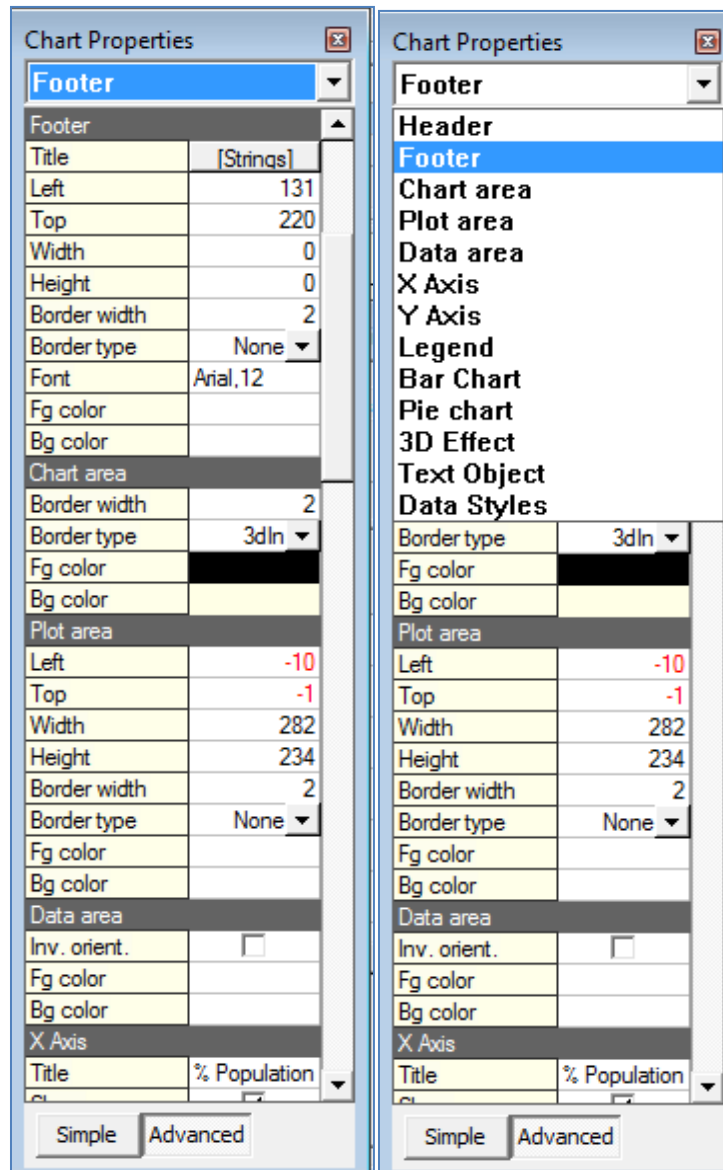 Chart Properties
Footer
Footer
Title [Strings]
Left 131
Top 220
Width 0
Height 0
Border width 2
Border type None
Font Arial,12
Fg color
Bg color
Chart area
Border width 2
Border type 3dIn
Fg color
Bg color
Plot area
Left -10
Top -1
Width 282
Height 234
Border width 2
Border type None
Fg color
Bg color
Data area
Inv. orient.
Fg color
Bg color
X Axis
Title % Population
Simple Advanced
Chart Properties
Footer
Header
Footer
Chart area
Plot area
Data area
X Axis
Y Axis
Legend
Bar Chart
Pie chart
3D Effect
Text Object
Data Styles
Border type 3dIn
Fg color
Bg color
Plot area
Left -10
Top -1
Width 282
Height 234
Border width 2
Border type None
Fg color
Bg color
Data area
Inv. orient.
Fg color
Bg color
X Axis
Title % Population
Simple Advanced